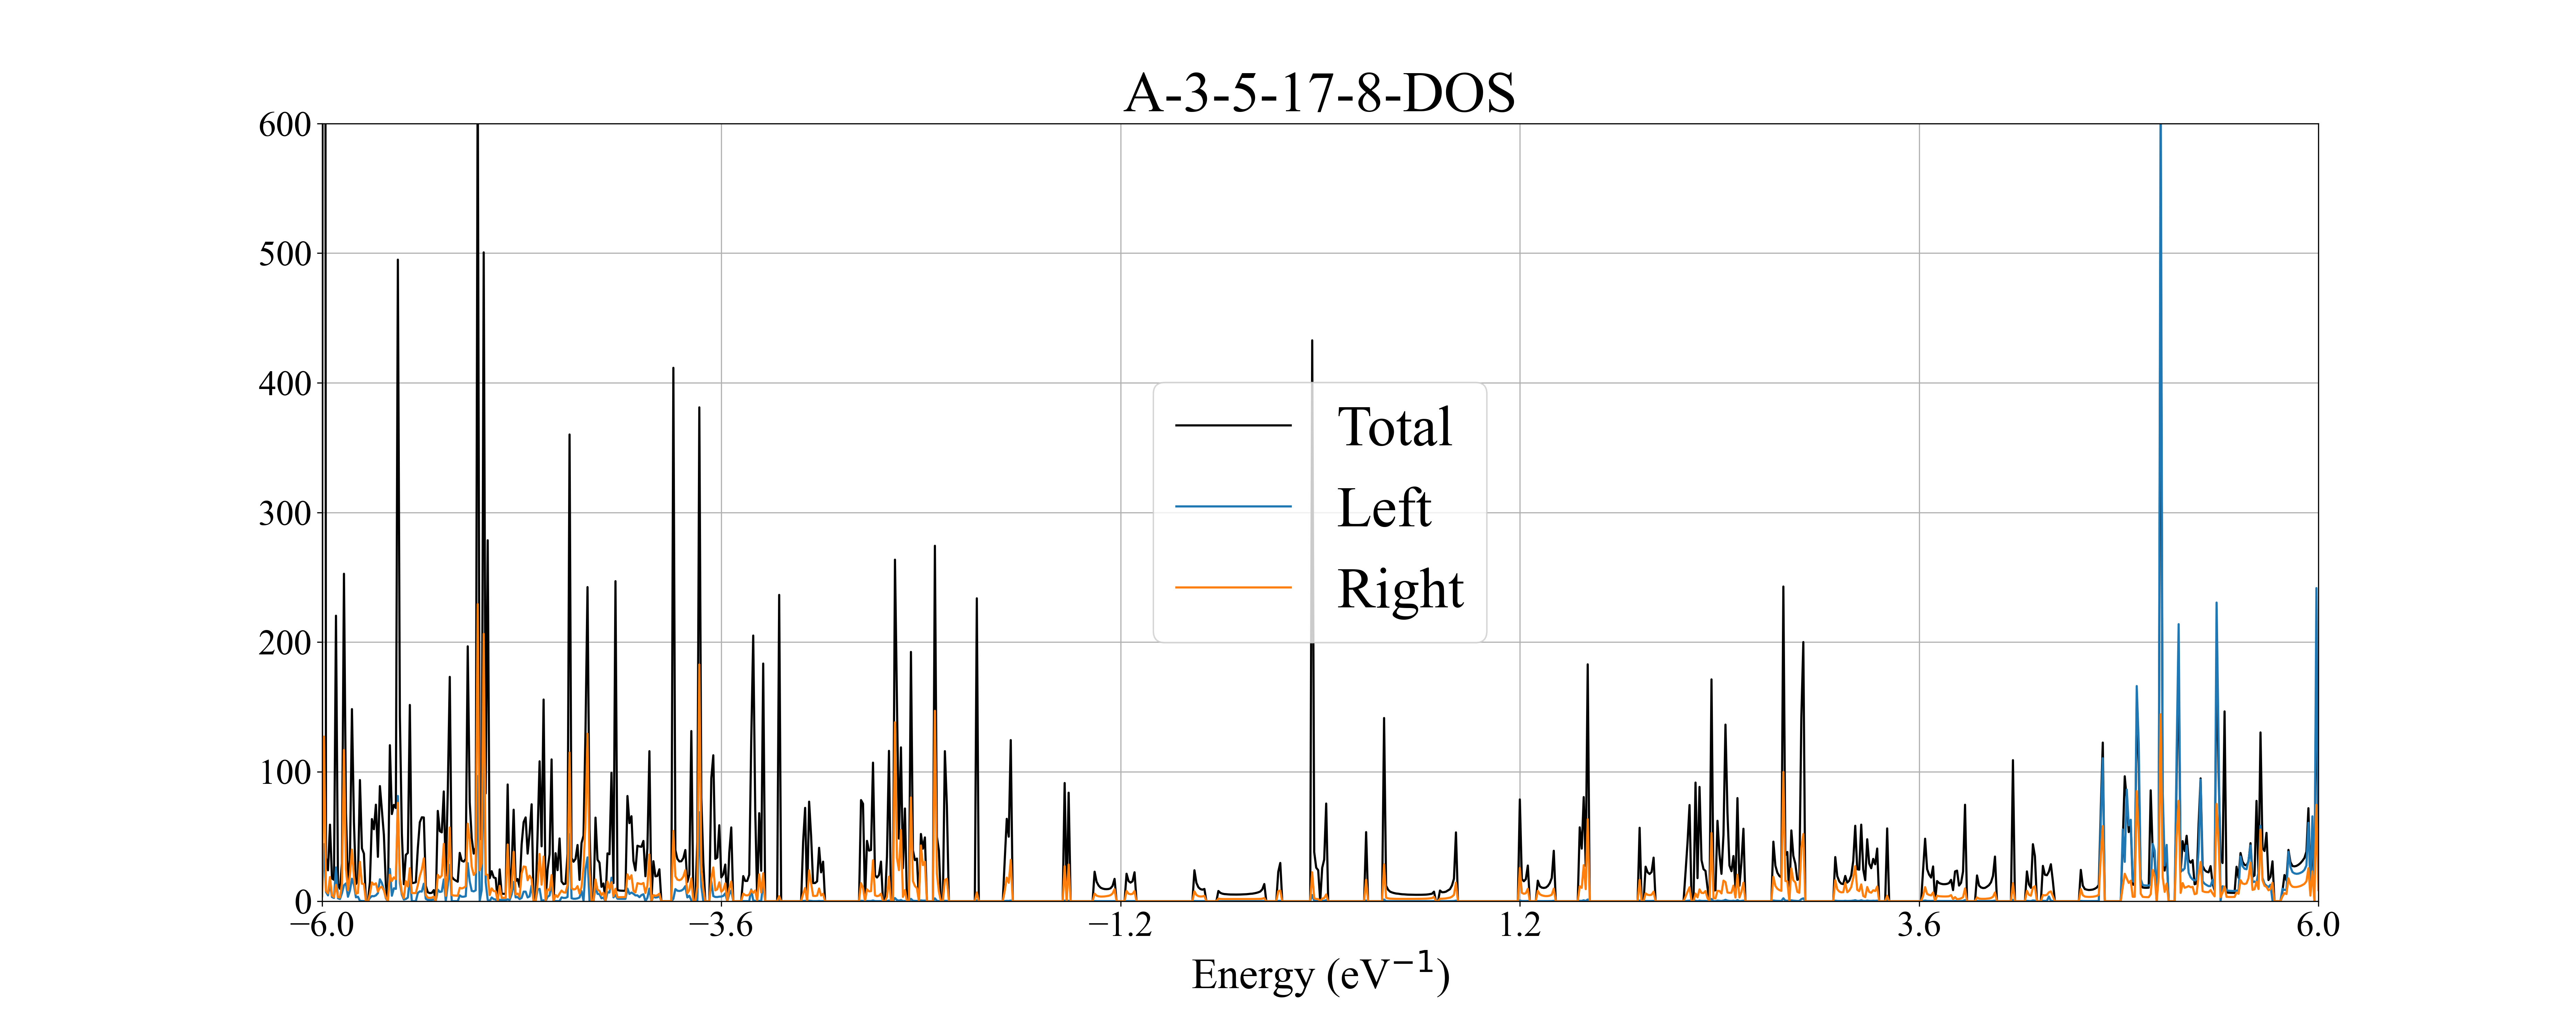 A-3-5-17-8-DOS
600
500
400
300
200
100
0
Total
Left
Right
−6.0 −3.6 −1.2 1.2 3.6 6.0
Energy (eV⁻¹)